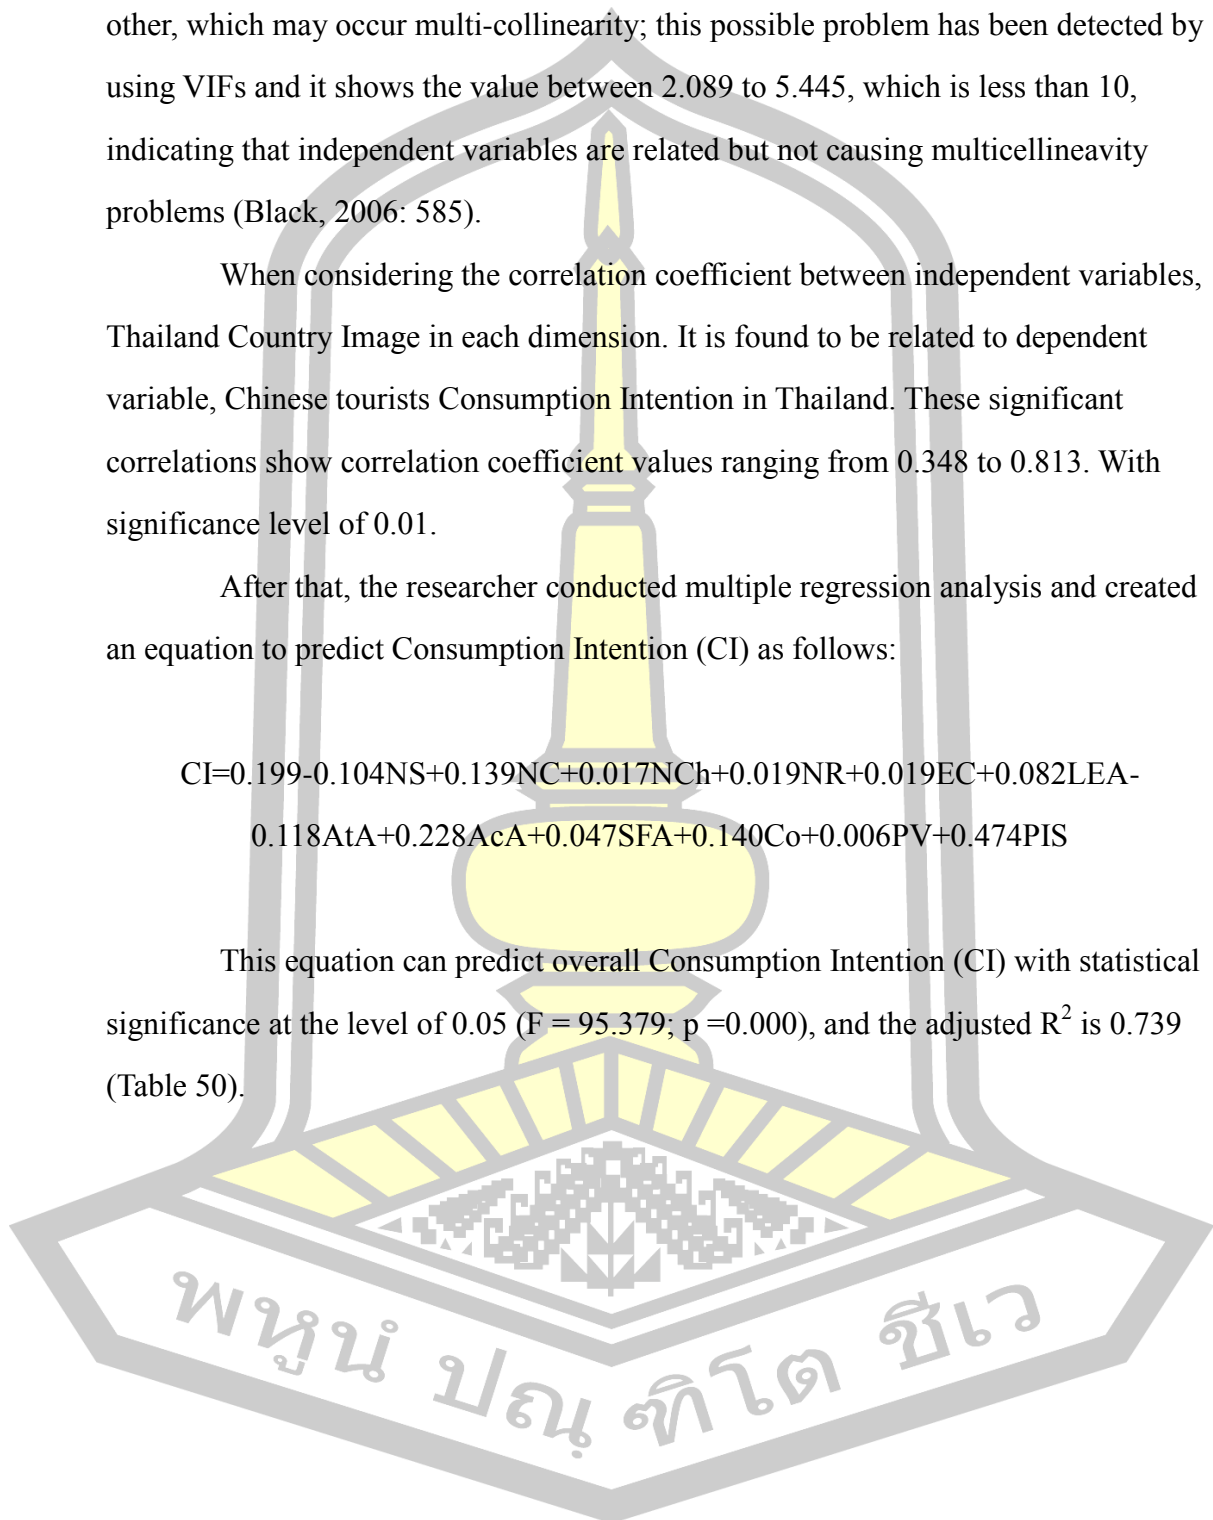 other, which may occur multi-collinearity; this possible problem has been detected by
using VIFs and it shows the value between 2.089 to 5.445, which is less than 10,
indicating that independent variables are related but not causing multicellineavity
problems (Black, 2006: 585).
When considering the correlation coefficient between independent variables,
Thailand Country Image in each dimension. It is found to be related to dependent
variable, Chinese tourists Consumption Intention in Thailand. These significant
correlations show correlation coefficient values ranging from 0.348 to 0.813. With
significance level of 0.01.
After that, the researcher conducted multiple regression analysis and created
an equation to predict Consumption Intention (CI) as follows:
CI=0.199-0.104NS+0.139NC+0.017NCh+0.019NR+0.019EC+0.082LEA-
0.118AtA+0.228AcA+0.047SFA+0.140Co+0.006PV+0.474PIS
This equation can predict overall Consumption Intention (CI) with statistical
significance at the level of 0.05 (F = 95.379; p =0.000), and the adjusted R² is 0.739
(Table 50).
พหูนํ ปณฺฑิโต ชีเว